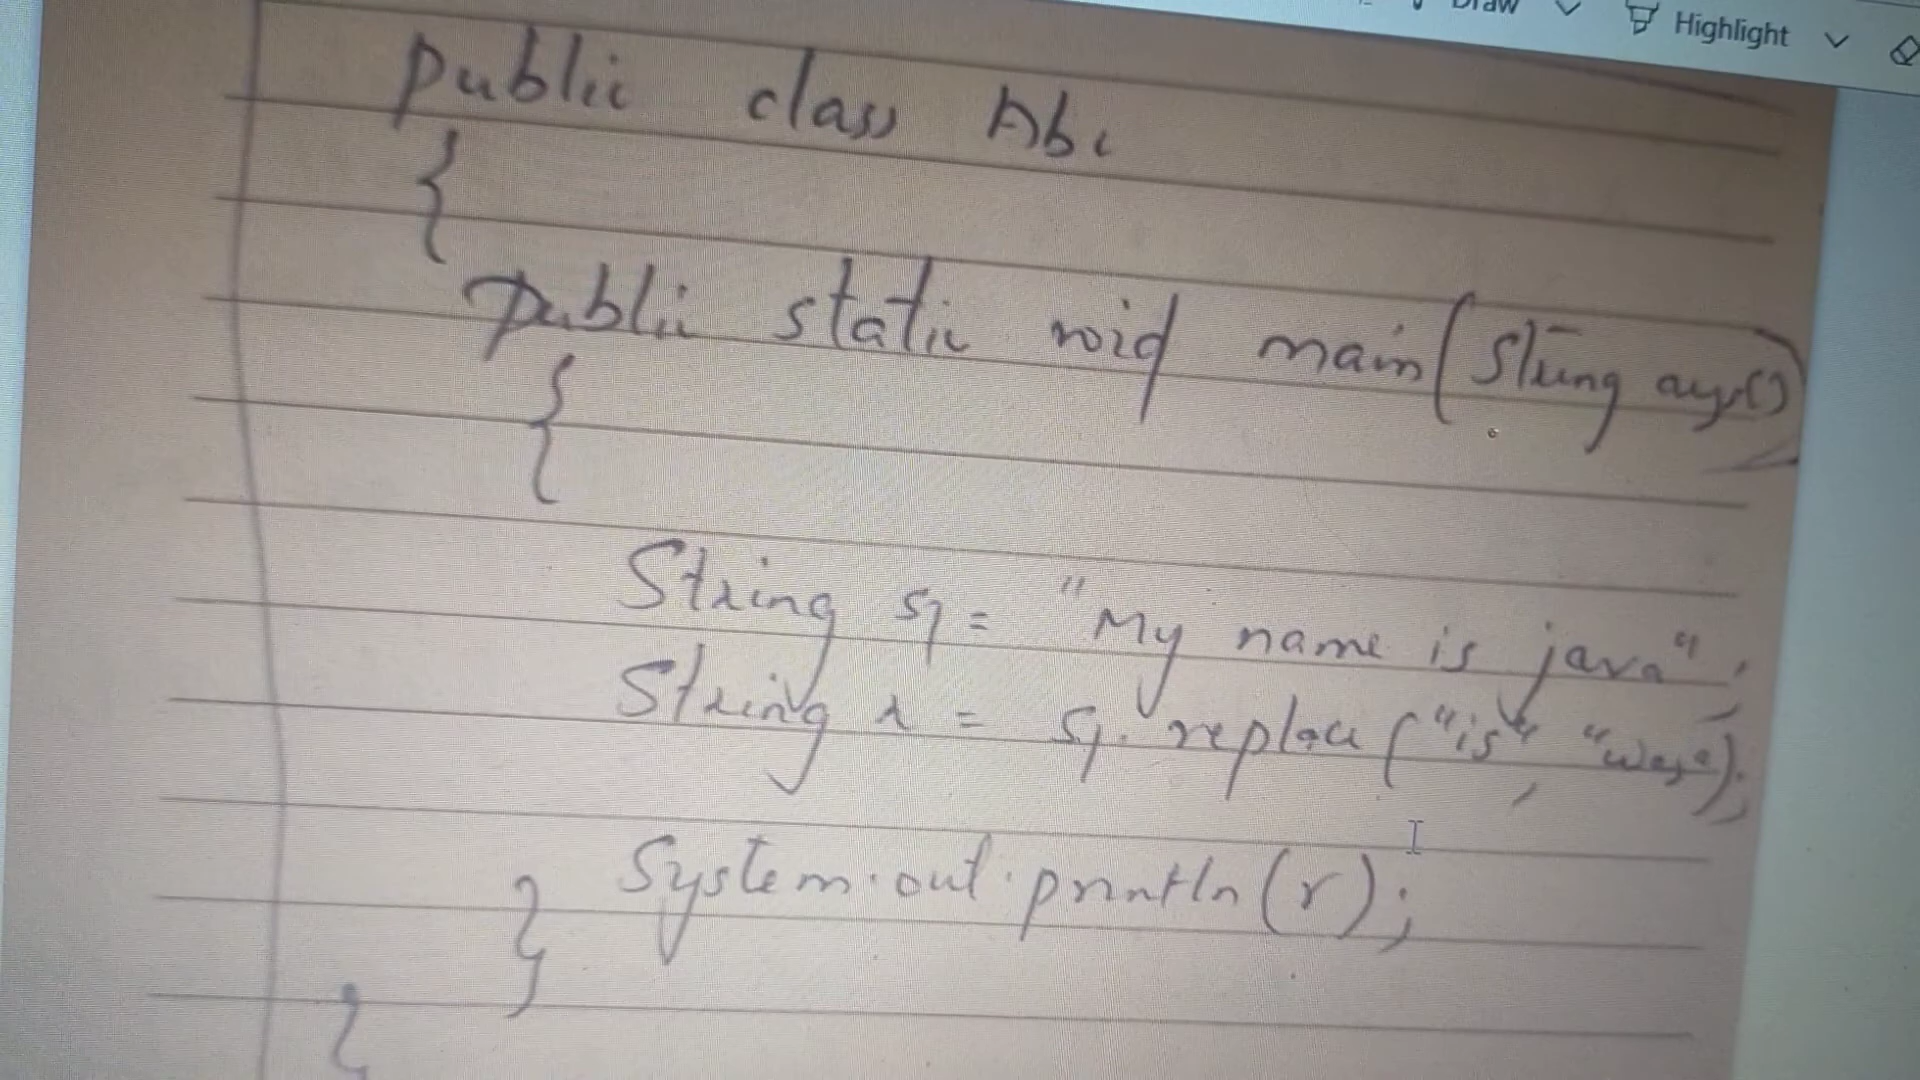 Draw Highlight
public class Abc
{
public static void main(String args[])
{
String s1 = "My name is java";
String r = s1.replace("is", "was");
System.out.println(r);
}
}